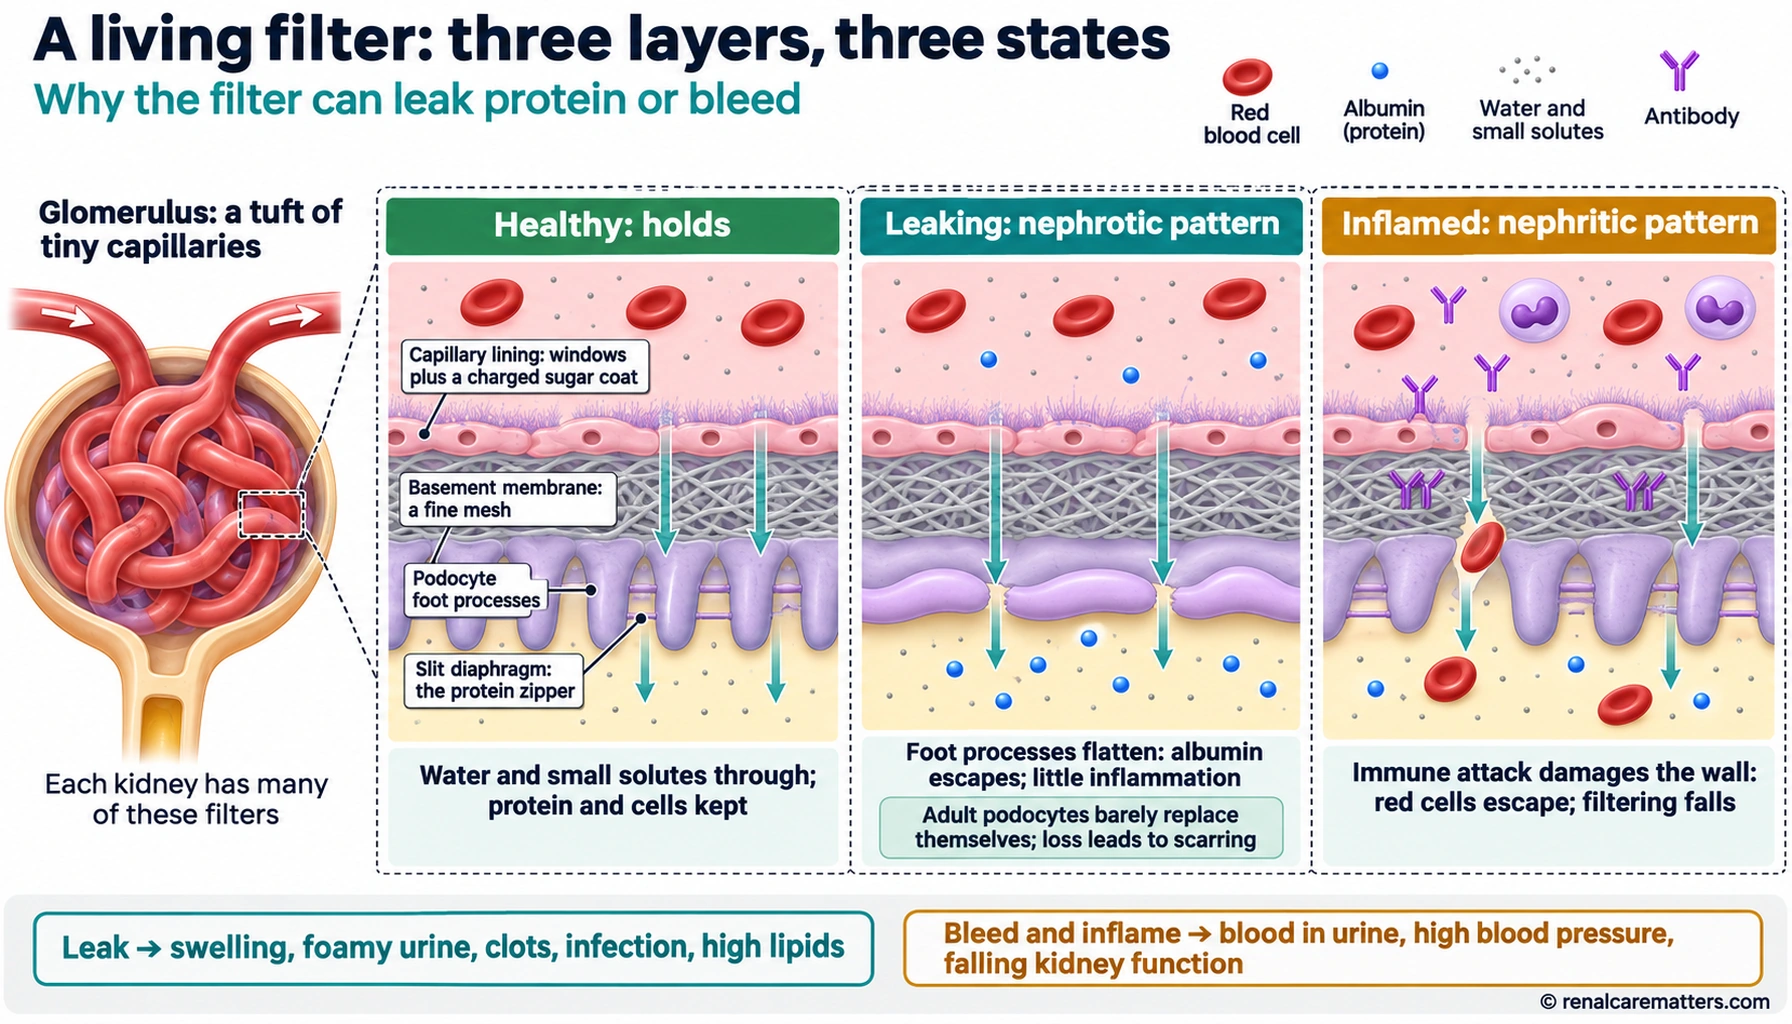 A living filter: three layers, three states
Why the filter can leak protein or bleed
Red
blood cell
Albumin
(protein)
Water and
small solutes
Antibody
Glomerulus: a tuft of
tiny capillaries
Each kidney has many
of these filters
Healthy: holds
Capillary lining: windows
plus a charged sugar coat
Basement membrane:
a fine mesh
Podocyte
foot processes
Slit diaphragm:
the protein zipper
Water and small solutes through;
protein and cells kept
Leaking: nephrotic pattern
Foot processes flatten: albumin
escapes; little inflammation
Adult podocytes barely replace
themselves; loss leads to scarring
Inflamed: nephritic pattern
Immune attack damages the wall:
red cells escape; filtering falls
Leak → swelling, foamy urine, clots, infection, high lipids
Bleed and inflame → blood in urine, high blood pressure,
falling kidney function
© renalcarematters.com